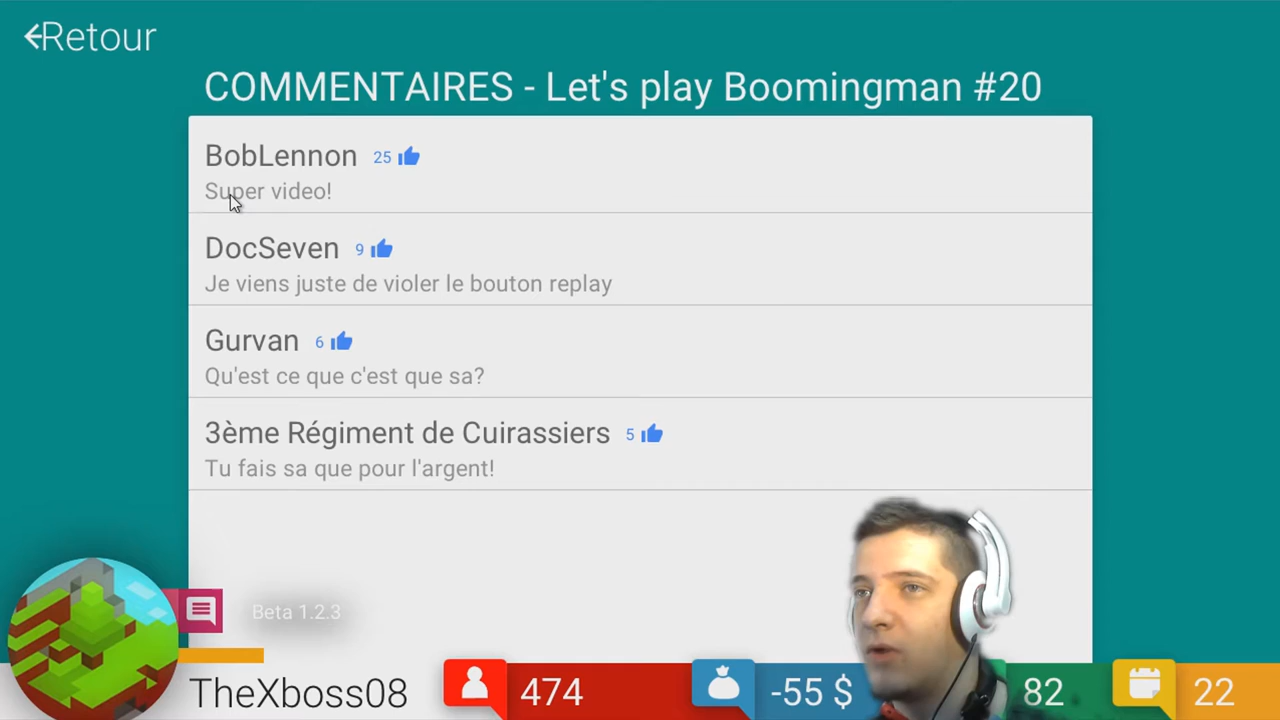 Retour
COMMENTAIRES - Let's play Boomingman #20
BobLennon 25
Super video!
DocSeven 9
Je viens juste de violer le bouton replay
Gurvan 6
Qu'est ce que c'est que sa?
3ème Régiment de Cuirassiers 5
Tu fais sa que pour l'argent!
Beta 1.2.3
TheXboss08 474 -55 $ 82 22